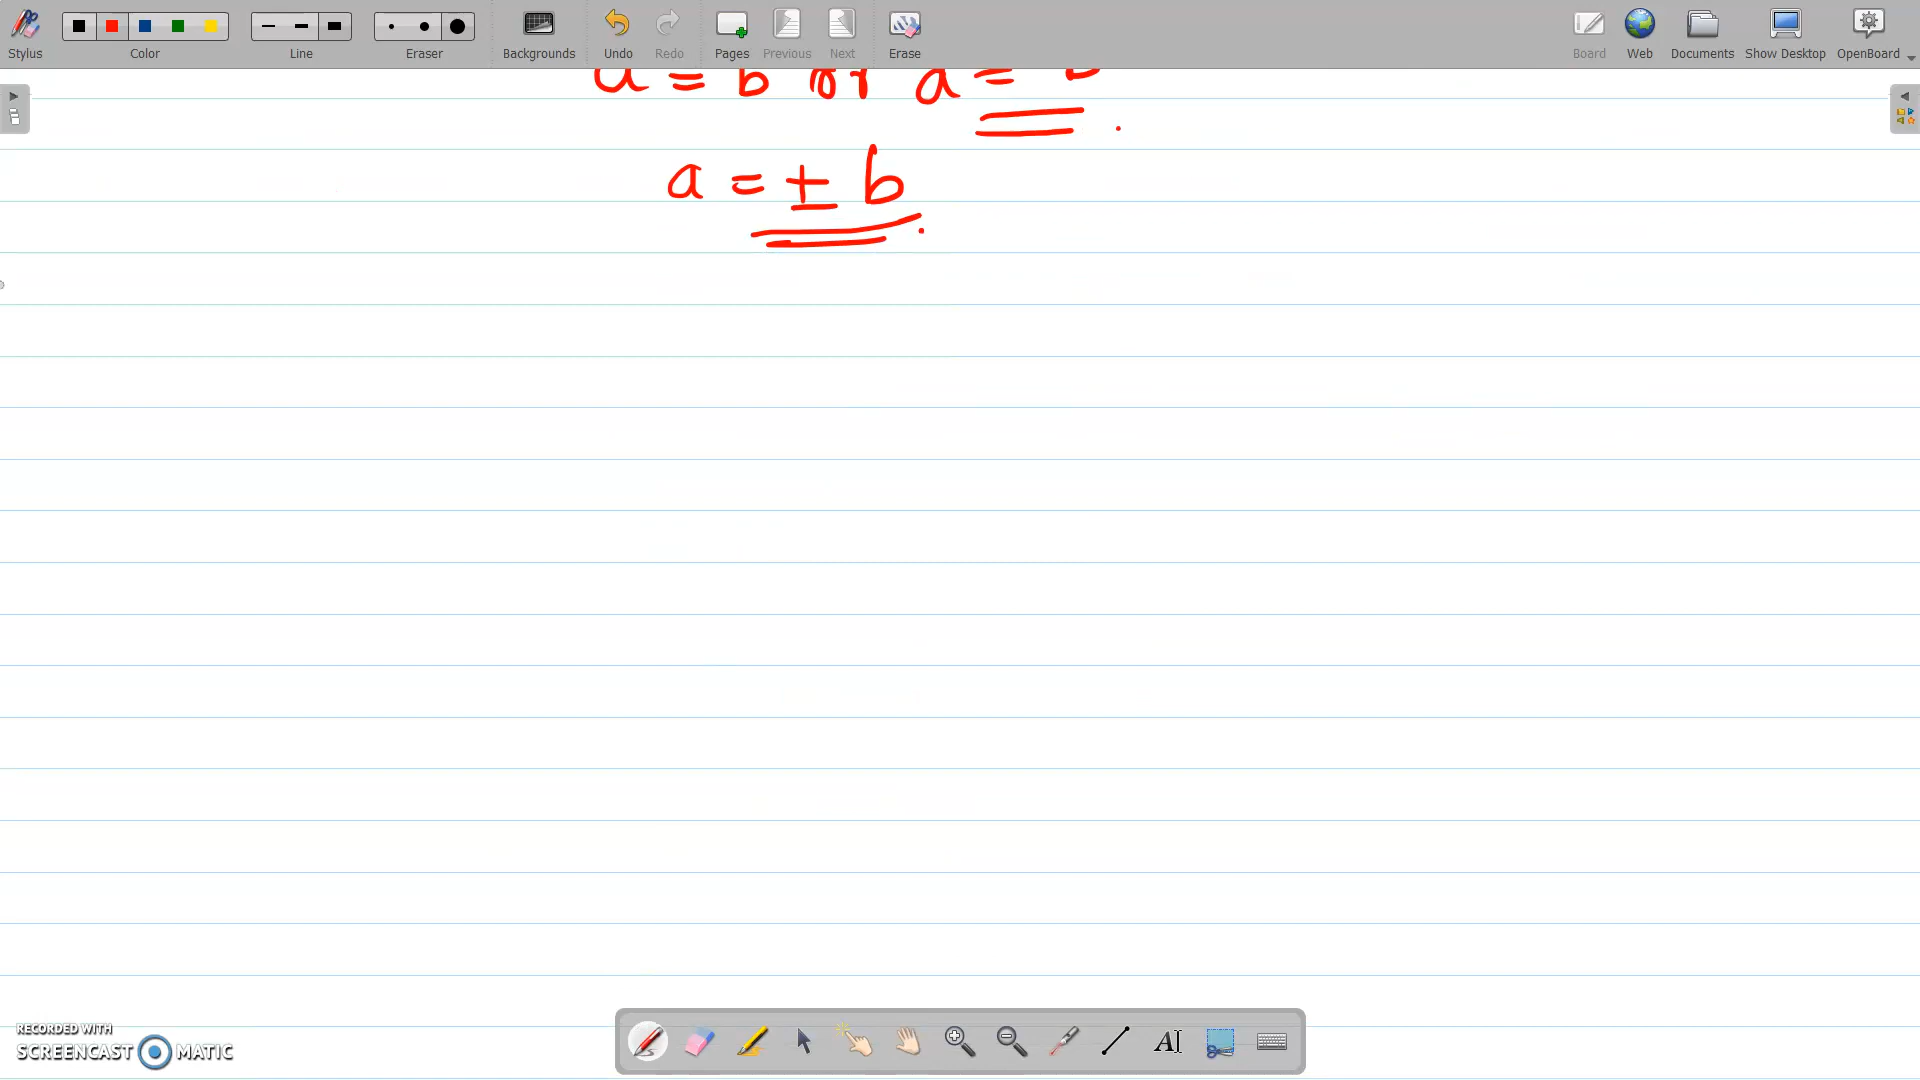 Stylus
Color
Line
Eraser
Backgrounds
Undo
Redo
Pages
Previous
Next
Erase
Board
Web
Documents
Show Desktop
OpenBoard
a = b or a =
a = ± b
A
RECORDED WITH
SCREENCAST MATIC